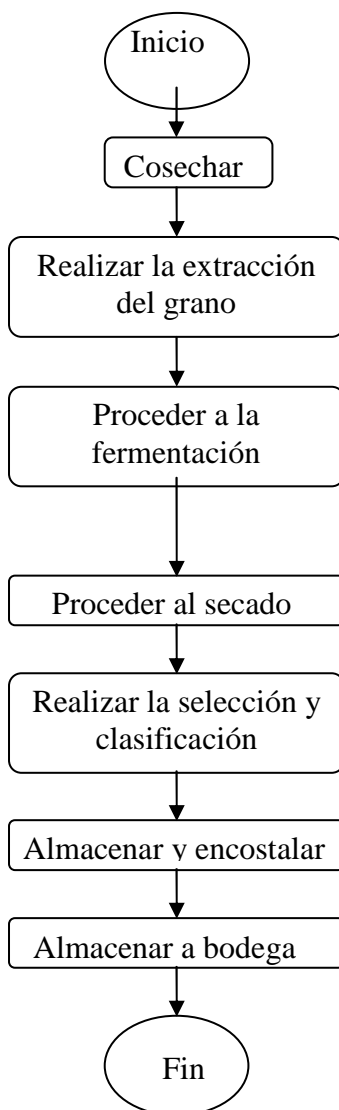 Inicio
Cosechar
Realizar la extracción
del grano
Proceder a la
fermentación
Proceder al secado
Realizar la selección y
clasificación
Almacenar y encostalar
Almacenar a bodega
Fin